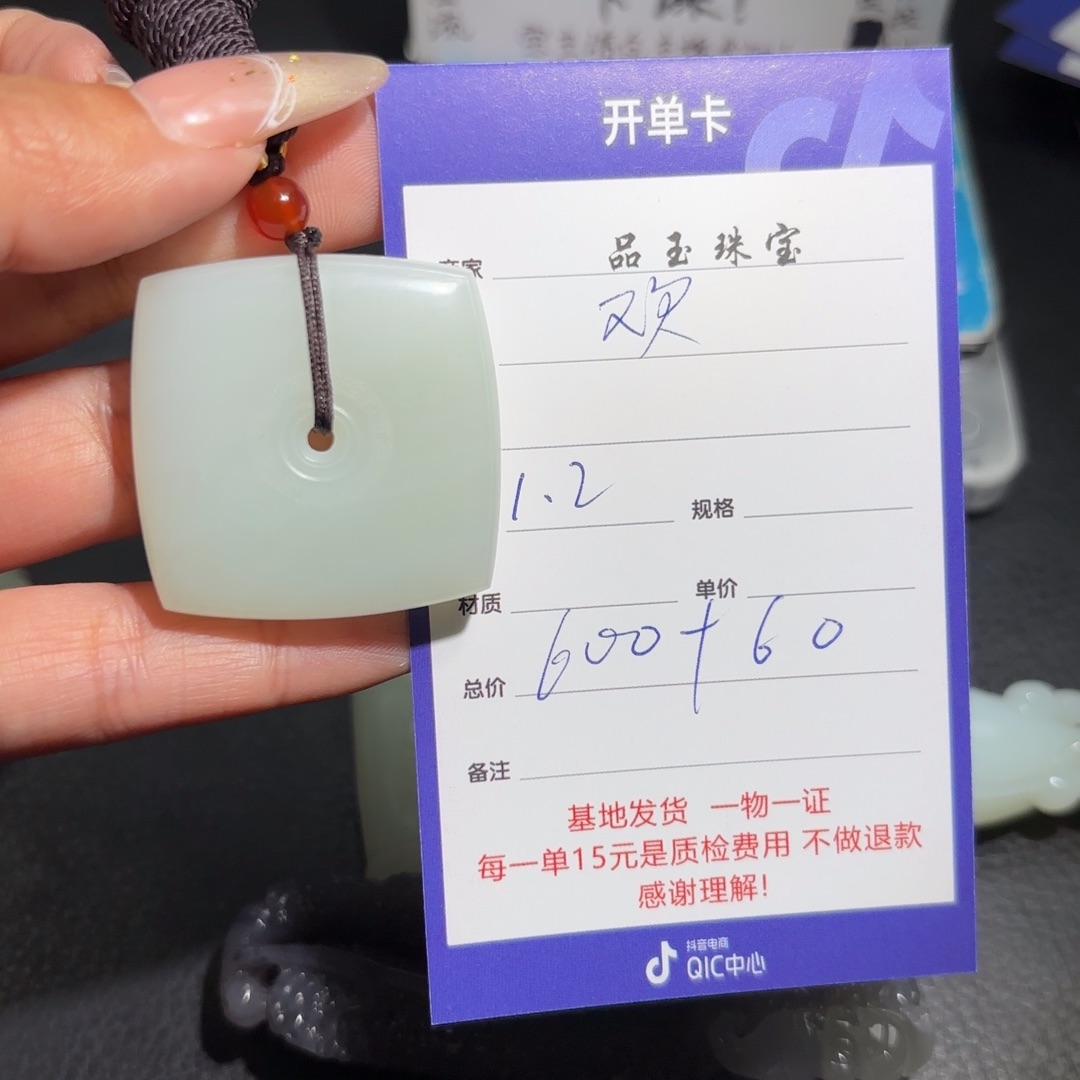 开单卡
商家 品玉珠宝
欢
1.2 规格
材质 单价
总价 600+60
备注
基地发货 一物一证
每一单15元是质检费用 不做退款
感谢理解!
抖音电商
QIC中心